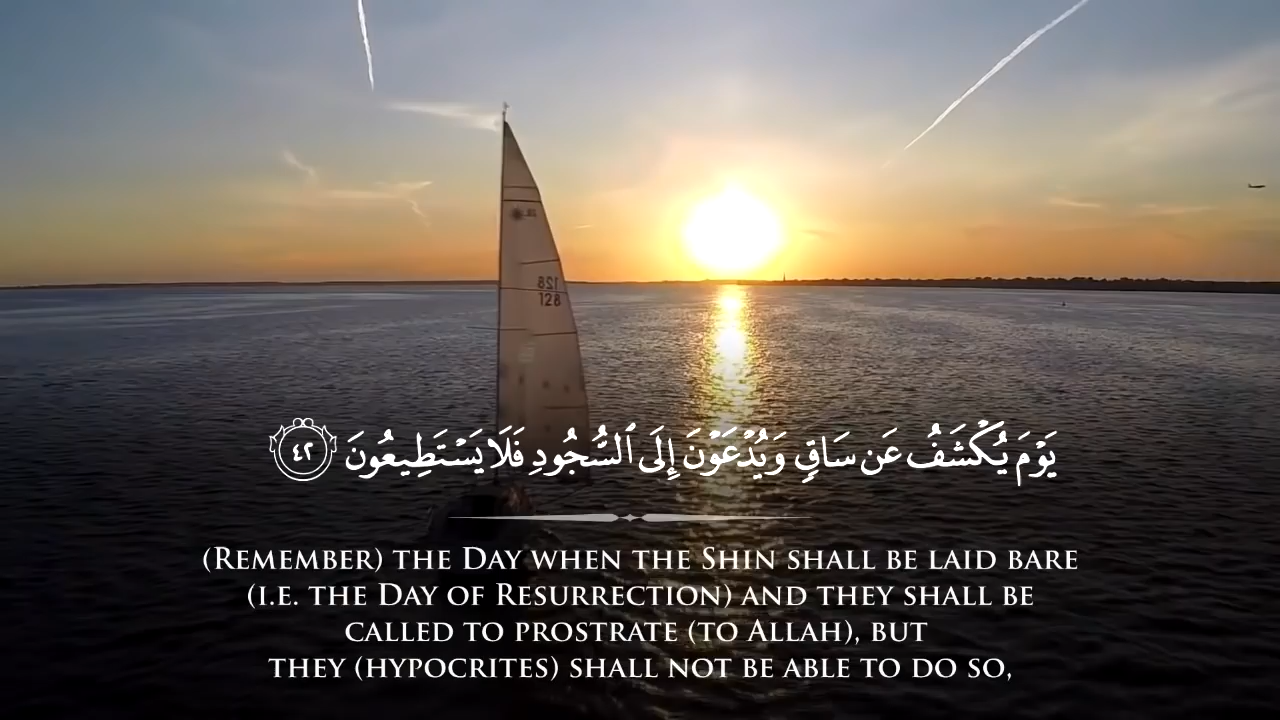 128
128
يَوْمَ يُكْشَفُ عَن سَاقٍ وَيُدْعَوْنَ إِلَى ٱلسُّجُودِ فَلَا يَسْتَطِيعُونَ ٤٢
(Remember) the Day when the Shin shall be laid bare
(i.e. the Day of Resurrection) and they shall be
called to prostrate (to Allah), but
they (hypocrites) shall not be able to do so,